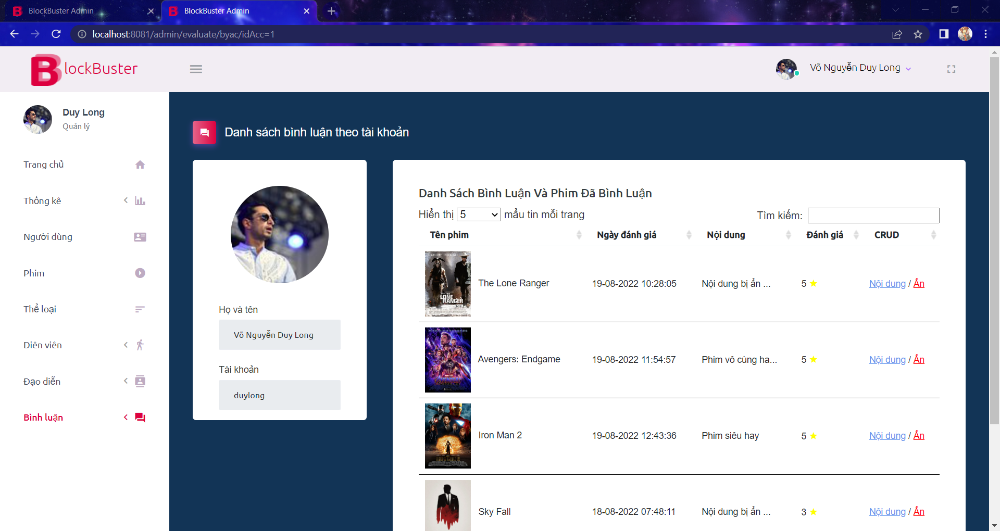 BlockBuster Admin
BlockBuster Admin
localhost:8081/admin/evaluate/byac/idAcc=1
BlockBuster
Võ Nguyễn Duy Long
Duy Long
Quản lý
Trang chủ
Thống kê
Người dùng
Phim
Thể loại
Diên viên
Đạo diễn
Bình luận
Danh sách bình luận theo tài khoản
Họ và tên
Võ Nguyễn Duy Long
Tài khoản
duylong
Danh Sách Bình Luận Và Phim Đã Bình Luận
Hiển thị 5 mẩu tin mỗi trang
Tìm kiếm:
Tên phim Ngày đánh giá Nội dung Đánh giá CRUD
THE LONE RANGER
The Lone Ranger 19-08-2022 10:28:05 Nội dung bị ẩn ... 5 Nội dung / Ẩn
Avengers: Endgame 19-08-2022 11:54:57 Phim vô cùng ha... 5 Nội dung / Ẩn
Iron Man 2 19-08-2022 12:43:36 Phim siêu hay 5 Nội dung / Ẩn
Sky Fall 18-08-2022 07:48:11 Nội dung bị ẩn ... 3 Nội dung / Ẩn